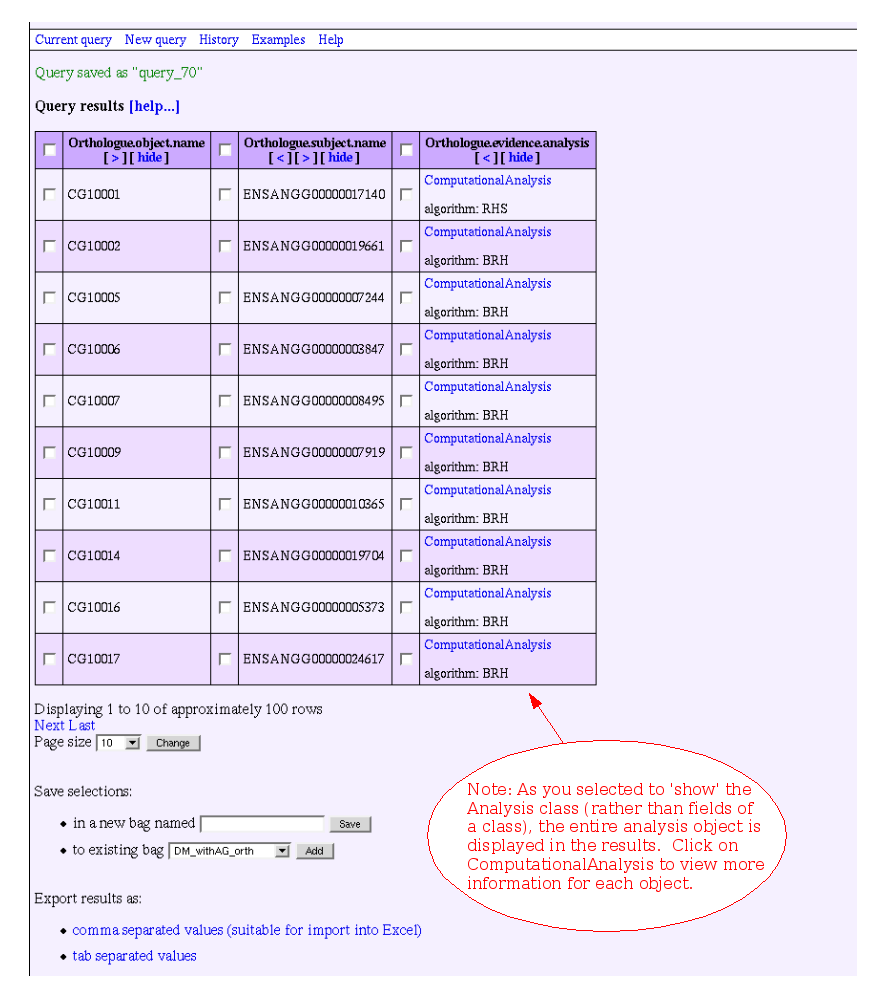 Current query New query History Examples Help
Query saved as "query_70"
Query results [help...]
Orthologue.object.name Orthologue.subject.name Orthologue.evidence.analysis
[ > ] [ hide ] [ < ] [ > ] [ hide ] [ < ] [ hide ]
CG10001 ENSANGG00000017140 ComputationalAnalysis
algorithm: RHS
CG10002 ENSANGG00000019661 ComputationalAnalysis
algorithm: BRH
CG10005 ENSANGG00000007244 ComputationalAnalysis
algorithm: BRH
CG10006 ENSANGG00000003847 ComputationalAnalysis
algorithm: BRH
CG10007 ENSANGG00000008495 ComputationalAnalysis
algorithm: BRH
CG10009 ENSANGG00000007919 ComputationalAnalysis
algorithm: BRH
CG10011 ENSANGG00000010365 ComputationalAnalysis
algorithm: BRH
CG10014 ENSANGG00000019704 ComputationalAnalysis
algorithm: BRH
CG10016 ENSANGG00000005373 ComputationalAnalysis
algorithm: BRH
CG10017 ENSANGG00000024617 ComputationalAnalysis
algorithm: BRH
Displaying 1 to 10 of approximately 100 rows
Next Last
Page size 10 Change
Save selections:
• in a new bag named Save
• to existing bag DM_withAG_orth Add
Export results as:
• comma separated values (suitable for import into Excel)
• tab separated values
Note: As you selected to 'show' the
Analysis class (rather than fields of
a class), the entire analysis object is
displayed in the results. Click on
ComputationalAnalysis to view more
information for each object.